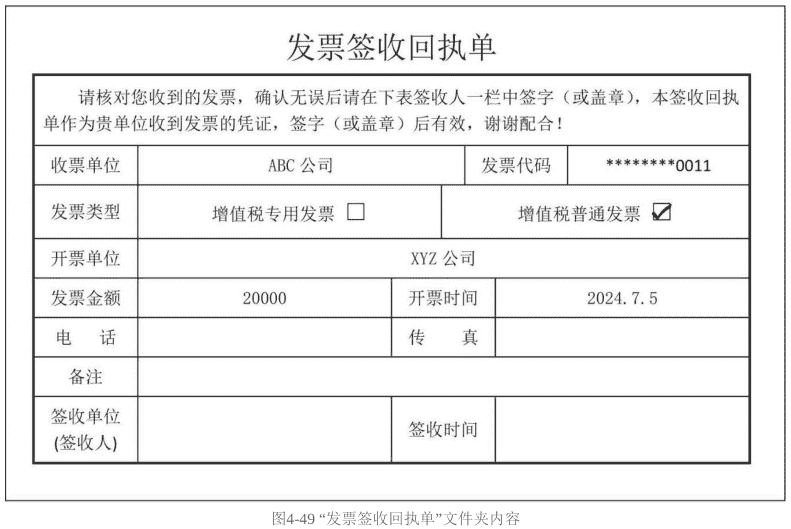 发票签收回执单
请核对您收到的发票，确认无误后请在下表签收人一栏中签字（或盖章），本签收回执
单作为贵单位收到发票的凭证，签字（或盖章）后有效，谢谢配合！
收票单位 ABC 公司 发票代码 ********0011
发票类型 增值税专用发票 □ 增值税普通发票 ☑
开票单位 XYZ 公司
发票金额 20000 开票时间 2024.7.5
电 话 传 真
备注
签收单位
(签收人) 签收时间
图4-49 “发票签收回执单”文件夹内容